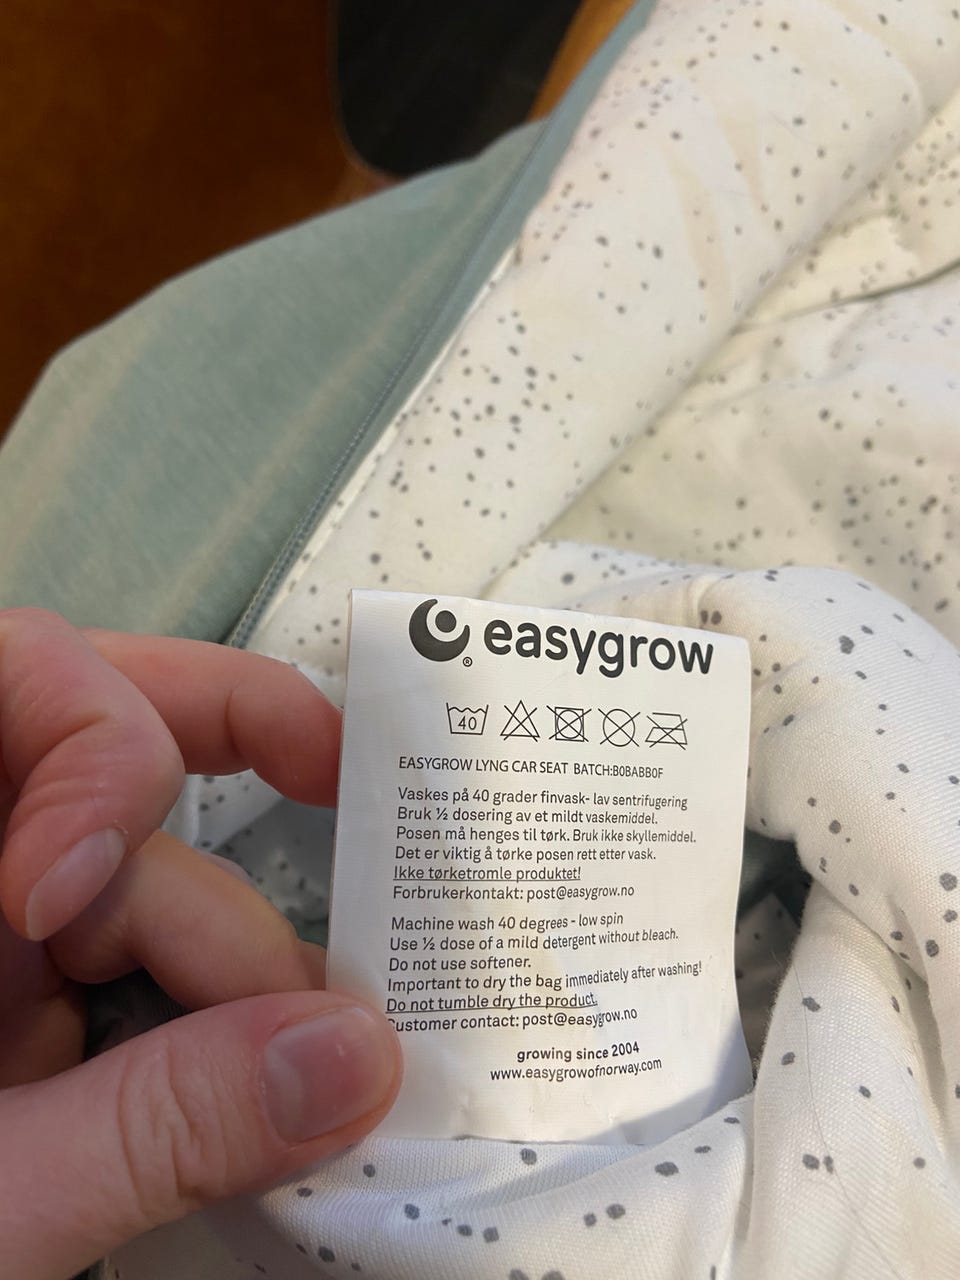 easygrow
®
40
EASYGROW LYNG CAR SEAT BATCH:B0BABB0F
Vaskes på 40 grader finvask- lav sentrifugering
Bruk ½ dosering av et mildt vaskemiddel.
Posen må henges til tørk. Bruk ikke skyllemiddel.
Det er viktig å tørke posen rett etter vask.
Ikke tørketromle produktet!
Forbrukerkontakt: post@easygrow.no
Machine wash 40 degrees - low spin
Use ½ dose of a mild detergent without bleach.
Do not use softener.
Important to dry the bag immediately after washing!
Do not tumble dry the product.
Customer contact: post@easygrow.no
growing since 2004
www.easygrowofnorway.com